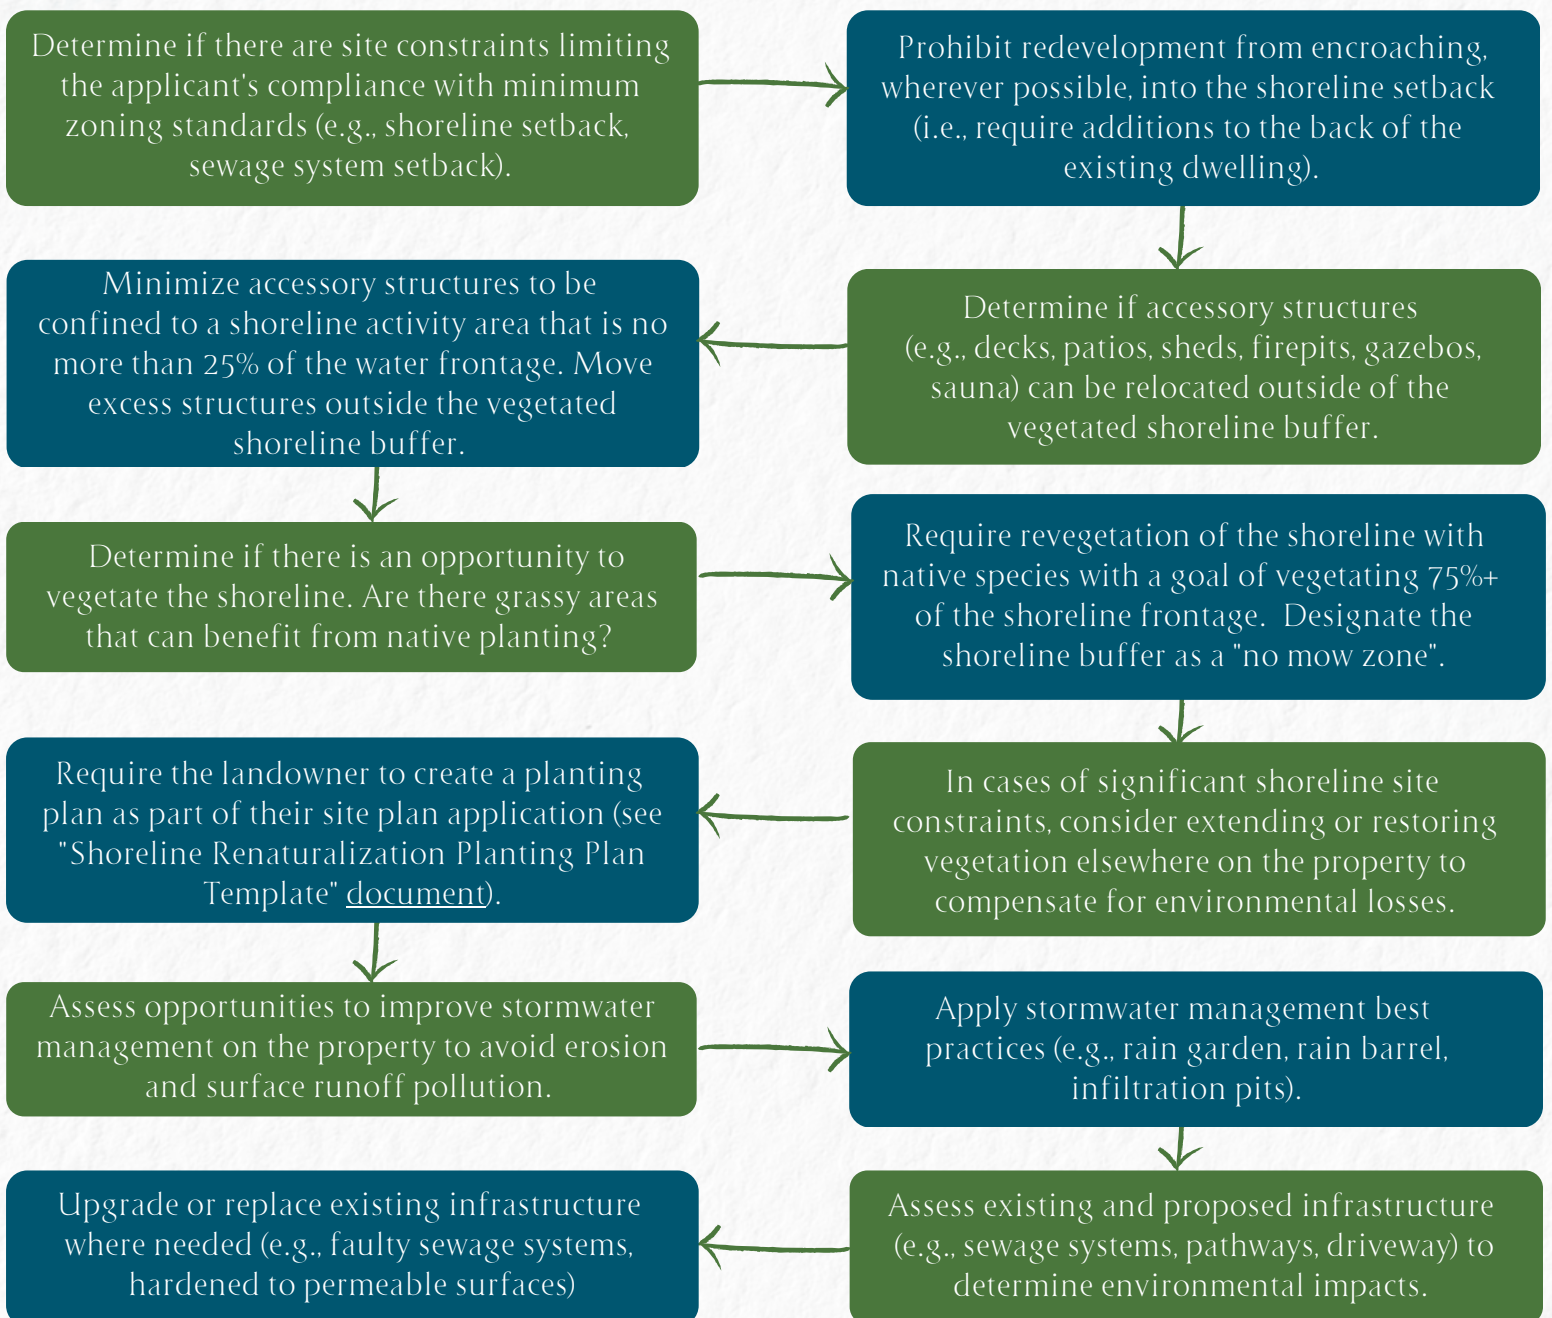 Determine if there are site constraints limiting
the applicant's compliance with minimum
zoning standards (e.g., shoreline setback,
sewage system setback).
Prohibit redevelopment from encroaching,
wherever possible, into the shoreline setback
(i.e., require additions to the back of the
existing dwelling).
Determine if accessory structures
(e.g., decks, patios, sheds, firepits, gazebos,
sauna) can be relocated outside of the
vegetated shoreline buffer.
Minimize accessory structures to be
confined to a shoreline activity area that is no
more than 25% of the water frontage. Move
excess structures outside the vegetated
shoreline buffer.
Determine if there is an opportunity to
vegetate the shoreline. Are there grassy areas
that can benefit from native planting?
Require revegetation of the shoreline with
native species with a goal of vegetating 75%+
of the shoreline frontage. Designate the
shoreline buffer as a "no mow zone".
In cases of significant shoreline site
constraints, consider extending or restoring
vegetation elsewhere on the property to
compensate for environmental losses.
Require the landowner to create a planting
plan as part of their site plan application (see
"Shoreline Renaturalization Planting Plan
Template" document).
Assess opportunities to improve stormwater
management on the property to avoid erosion
and surface runoff pollution.
Apply stormwater management best
practices (e.g., rain garden, rain barrel,
infiltration pits).
Assess existing and proposed infrastructure
(e.g., sewage systems, pathways, driveway) to
determine environmental impacts.
Upgrade or replace existing infrastructure
where needed (e.g., faulty sewage systems,
hardened to permeable surfaces)